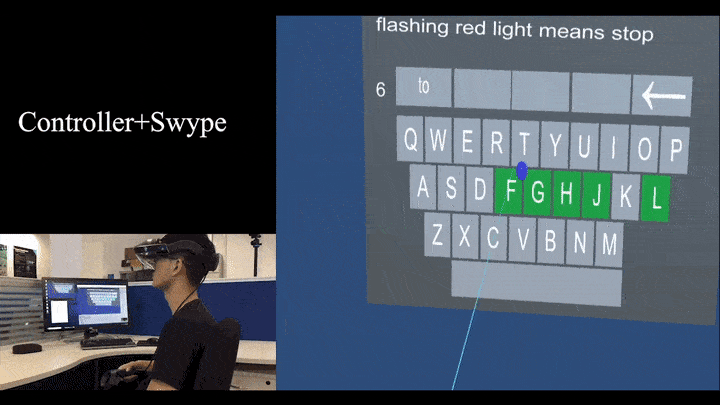 Controller+Swype
flashing red light means stop
6 to ←
Q W E R T Y U I O P
A S D F G H J K L
Z X C V B N M